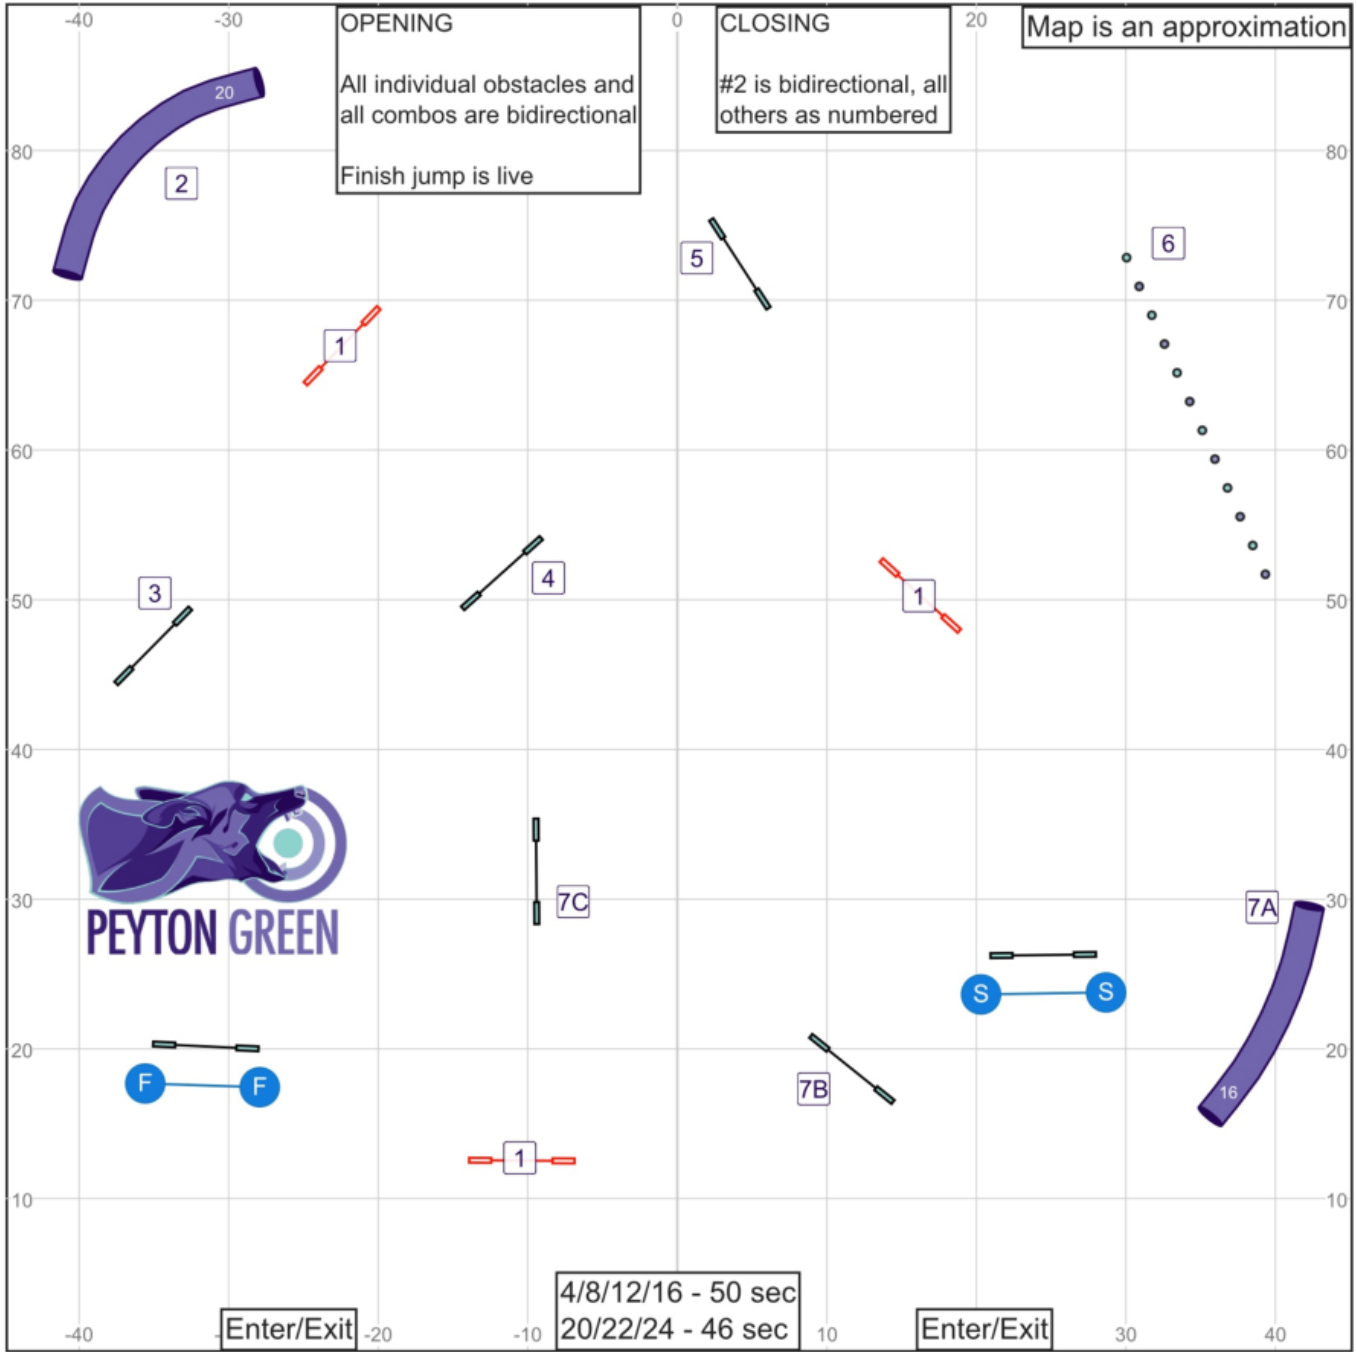 -40
-30
OPENING
All individual obstacles and
all combos are bidirectional
Finish jump is live
0
CLOSING
#2 is bidirectional, all
others as numbered
20
Map is an approximation
20
80
80
2
5
6
70
70
1
60
60
3
4
1
50
50
40
40
PEYTON GREEN
7C
30
7A
30
S
S
20
F
F
7B
16
20
1
10
10
4/8/12/16 - 50 sec
20/22/24 - 46 sec
-40
Enter/Exit
-20
-10
10
Enter/Exit
30
40